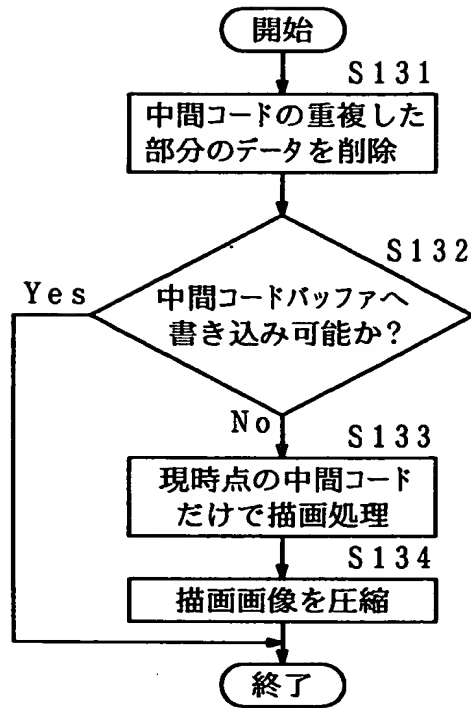 開始
S131
中間コードの重複した
部分のデータを削除
S132
Yes
中間コードバッファへ
書き込み可能か?
No
S133
現時点の中間コード
だけで描画処理
S134
描画画像を圧縮
終了